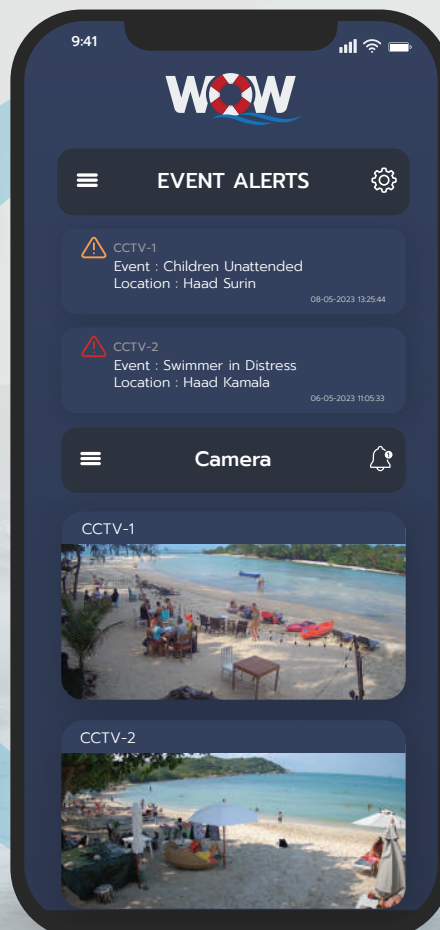 9:41
WOW
EVENT ALERTS
CCTV-1
Event : Children Unattended
Location : Haad Surin
08-05-2023 13:25:44
CCTV-2
Event : Swimmer in Distress
Location : Haad Kamala
06-05-2023 11:05:33
Camera
1
CCTV-1
CCTV-2